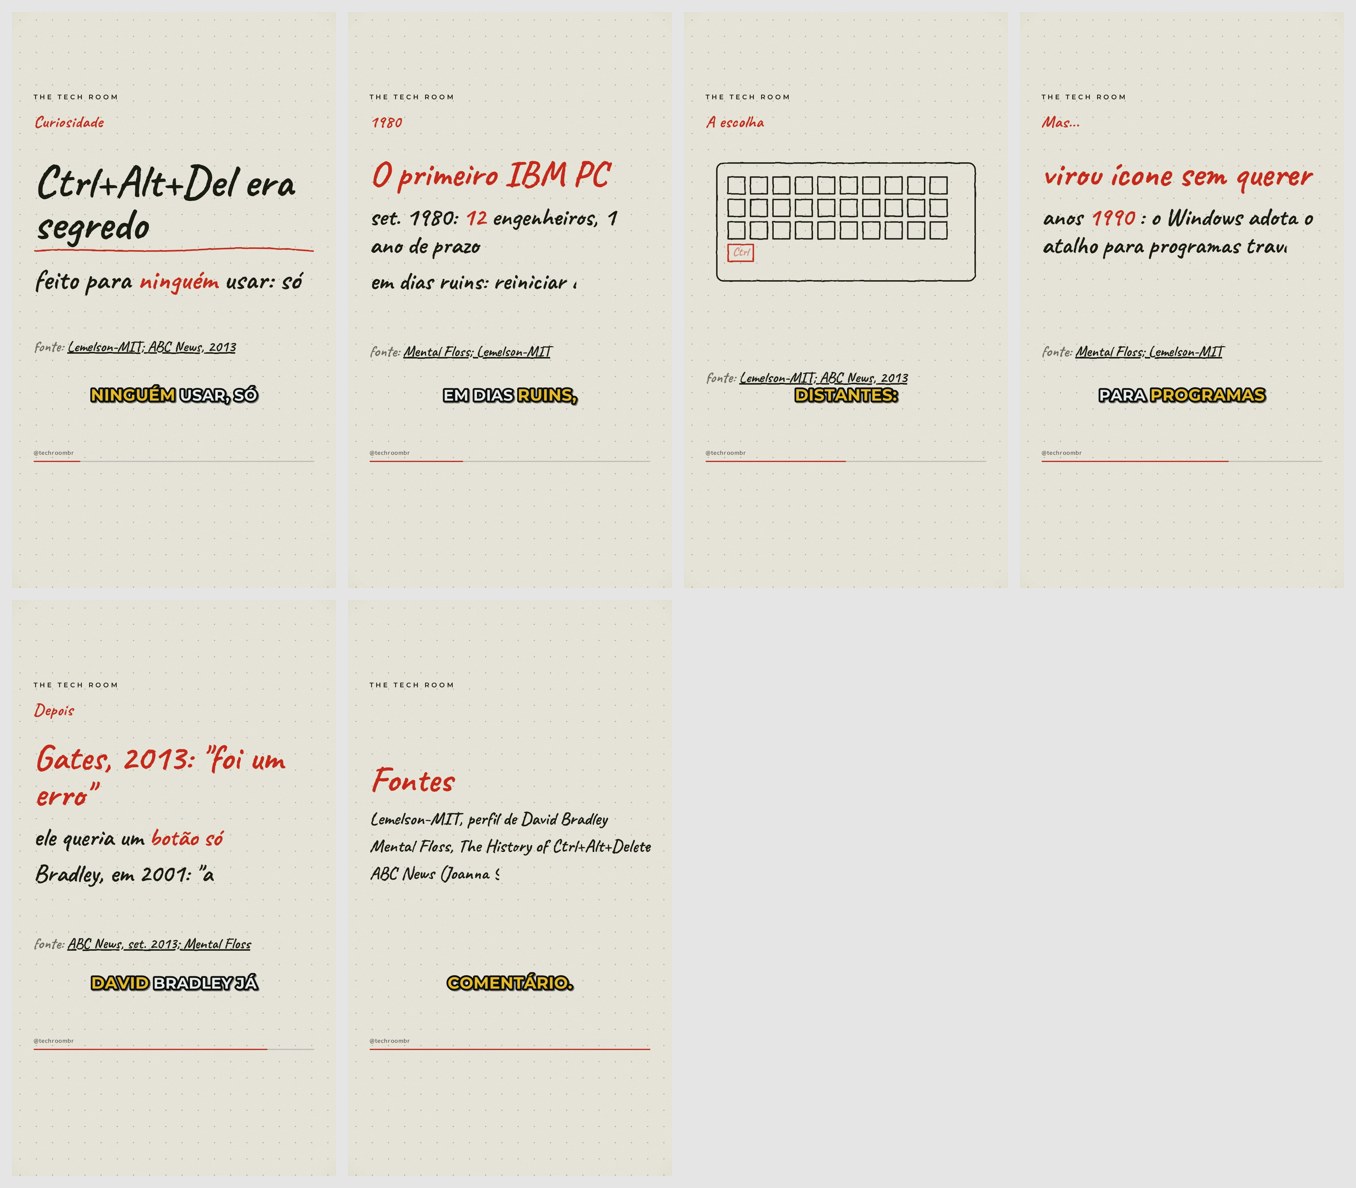 THE TECH ROOM
Curiosidade
Ctrl+Alt+Del era
segredo
feito para ninguém usar: só
fonte: Lemelson-MIT; ABC News, 2013
NINGUÉM USAR, SÓ
@techroombr
THE TECH ROOM
1980
O primeiro IBM PC
set. 1980: 12 engenheiros, 1
ano de prazo
em dias ruins: reiniciar
fonte: Mental Floss; Lemelson-MIT
EM DIAS RUINS,
@techroombr
THE TECH ROOM
A escolha
Ctrl
fonte: Lemelson-MIT; ABC News, 2013
DISTANTES:
@techroombr
THE TECH ROOM
Mas...
virou ícone sem querer
anos 1990 : o Windows adota o
atalho para programas trav
fonte: Mental Floss; Lemelson-MIT
PARA PROGRAMAS
@techroombr
THE TECH ROOM
Depois
Gates, 2013: "foi um
erro"
ele queria um botão só
Bradley, em 2001: "a
fonte: ABC News, set. 2013; Mental Floss
DAVID BRADLEY JÁ
@techroombr
THE TECH ROOM
Fontes
Lemelson-MIT, perfil de David Bradley
Mental Floss, The History of Ctrl+Alt+Delete
ABC News (Joanna
COMENTÁRIO.
@techroombr